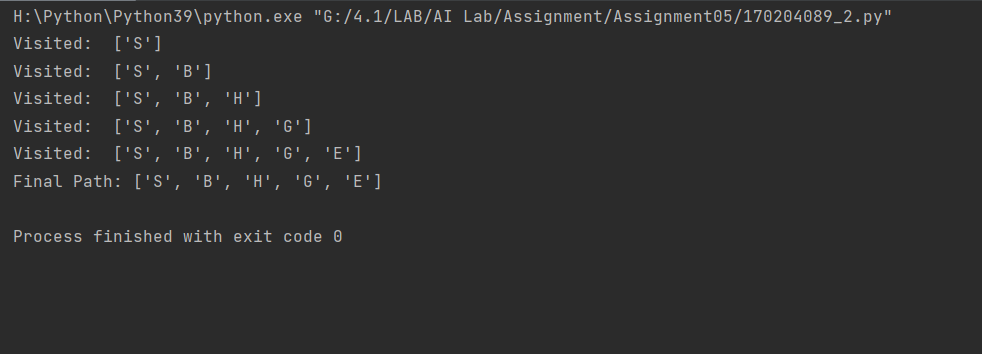 H:\Python\Python39\python.exe "G:/4.1/LAB/AI Lab/Assignment/Assignment05/170204089_2.py"
Visited:  ['S']
Visited:  ['S', 'B']
Visited:  ['S', 'B', 'H']
Visited:  ['S', 'B', 'H', 'G']
Visited:  ['S', 'B', 'H', 'G', 'E']
Final Path: ['S', 'B', 'H', 'G', 'E']
Process finished with exit code 0